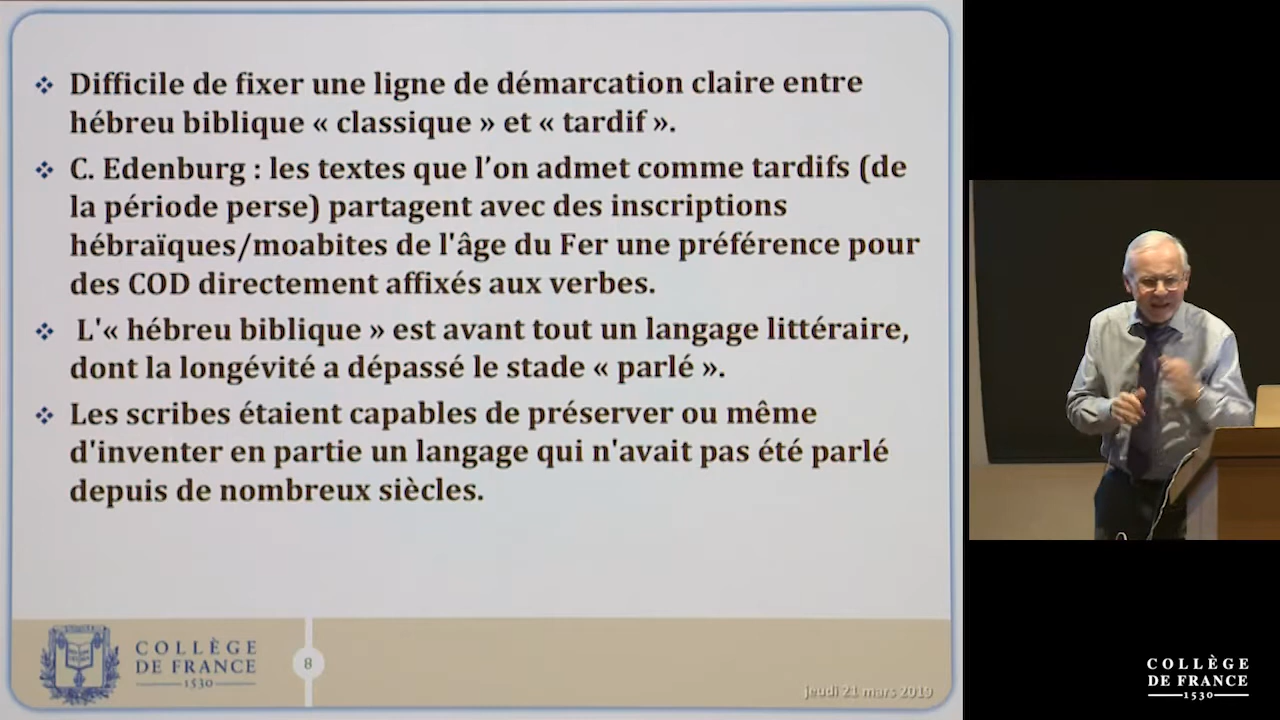 ❖ Difficile de fixer une ligne de démarcation claire entre
hébreu biblique « classique » et « tardif ».
❖ C. Edenburg : les textes que l’on admet comme tardifs (de
la période perse) partagent avec des inscriptions
hébraïques/moabites de l'âge du Fer une préférence pour
des COD directement affixés aux verbes.
❖ L'« hébreu biblique » est avant tout un langage littéraire,
dont la longévité a dépassé le stade « parlé ».
❖ Les scribes étaient capables de préserver ou même
d'inventer en partie un langage qui n'avait pas été parlé
depuis de nombreux siècles.
COLLÈGE
DE FRANCE
1530
8
jeudi 21 mars 2019
COLLÈGE
DE FRANCE
1530